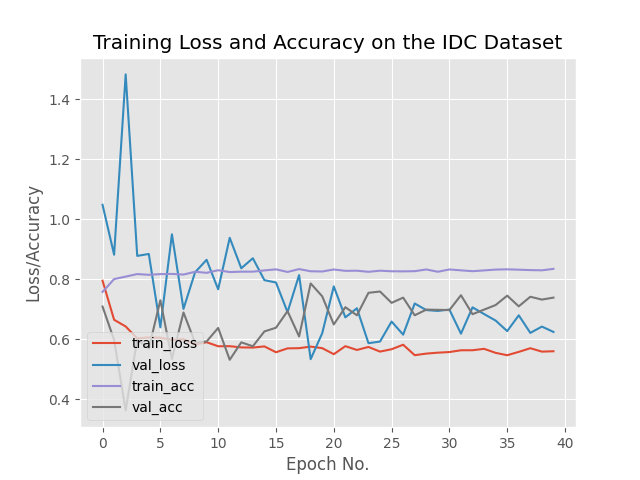 Training Loss and Accuracy on the IDC Dataset
Loss/Accuracy
1.4
1.2
1.0
0.8
0.6
0.4
train_loss
val_loss
train_acc
val_acc
0 5 10 15 20 25 30 35 40
Epoch No.